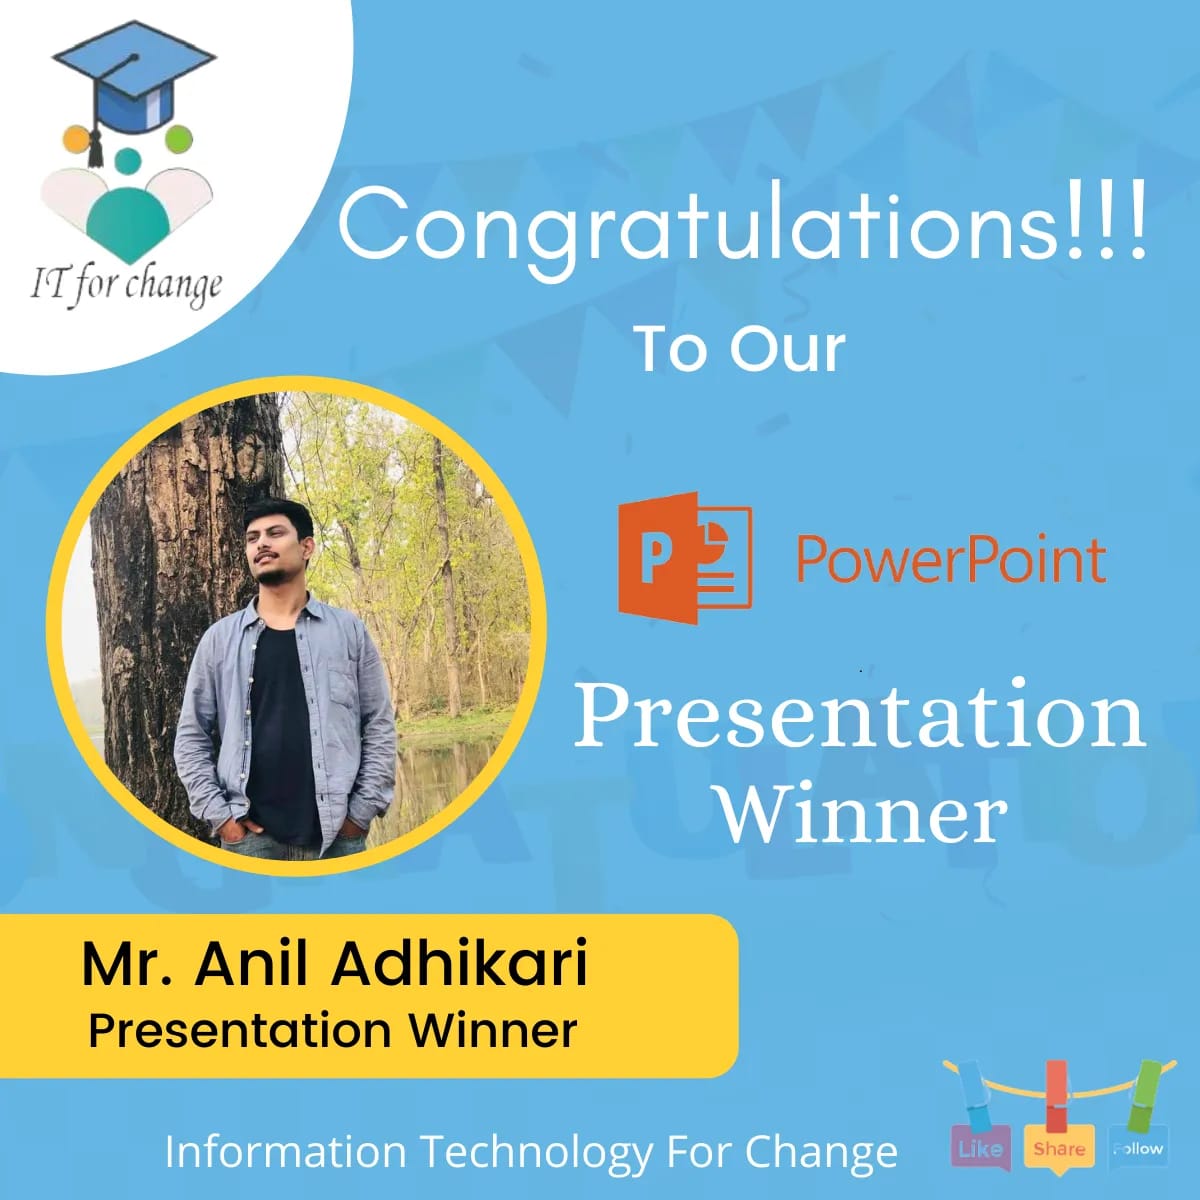 IT for change
Congratulations!!!
To Our
P
PowerPoint
Presentation
Winner
Mr. Anil Adhikari
Presentation Winner
Information Technology For Change
Like
Share
Follow